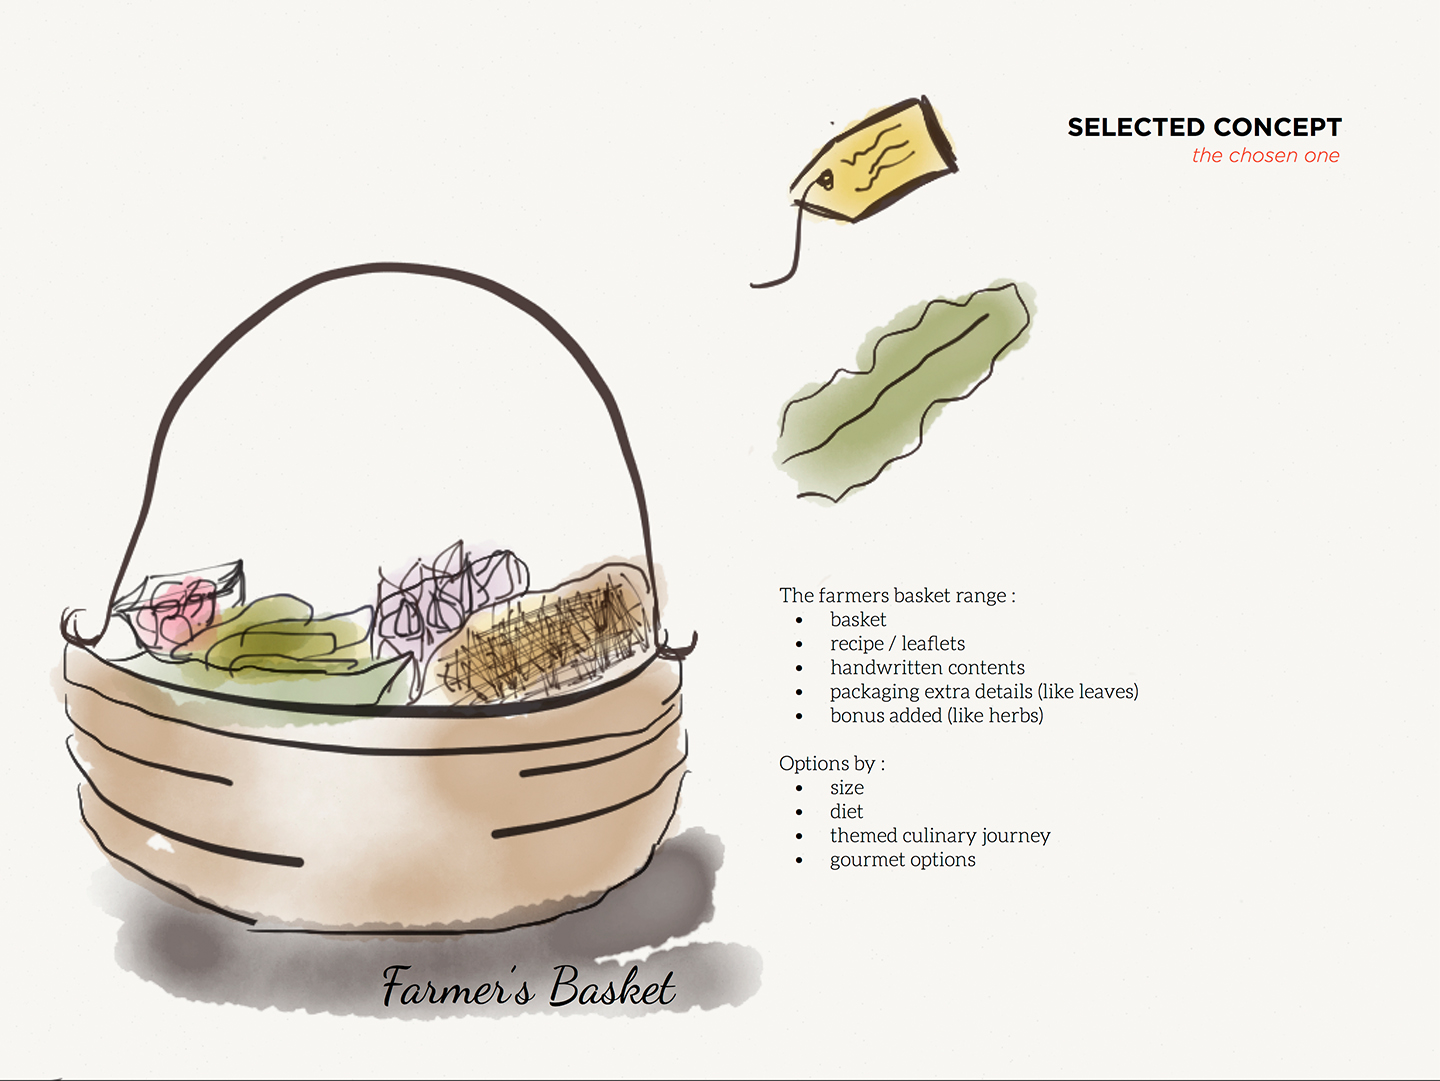 SELECTED CONCEPT
the chosen one
The farmers basket range :
• basket
• recipe / leaflets
• handwritten contents
• packaging extra details (like leaves)
• bonus added (like herbs)
Options by :
• size
• diet
• themed culinary journey
• gourmet options
Farmer's Basket